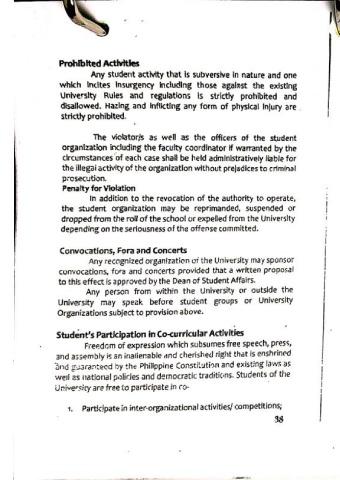 Prohibited Activities
Any student activity that is subversive in nature and one
which incites insurgency including those against the existing
University Rules and regulations is strictly prohibited and
disallowed. Hazing and inflicting any form of physical injury are
strictly prohibited.
The violator/s as well as the officers of the student
organization including the faculty coordinator if warranted by the
circumstances of each case shall be held administratively liable for
the illegal activity of the organization without prejudices to criminal
prosecution.
Penalty for Violation
In addition to the revocation of the authority to operate,
the student organization may be reprimanded, suspended or
dropped from the roll of the school or expelled from the University
depending on the seriousness of the offense committed.
Convocations, Fora and Concerts
Any recognized organization of the University may sponsor
convocations, fora and concerts provided that a written proposal
to this effect is approved by the Dean of Student Affairs.
Any person from within the University or outside the
University may speak before student groups or University
Organizations subject to provision above.
Student's Participation in Co-curricular Activities
Freedom of expression which subsumes free speech, press,
and assembly is an inalienable and cherished right that is enshrined
and guaranteed by the Philippine Constitution and existing laws as
well as national policies and democratic traditions. Students of the
University are free to participate in co-
1. Participate in inter-organizational activities/ competitions;
38